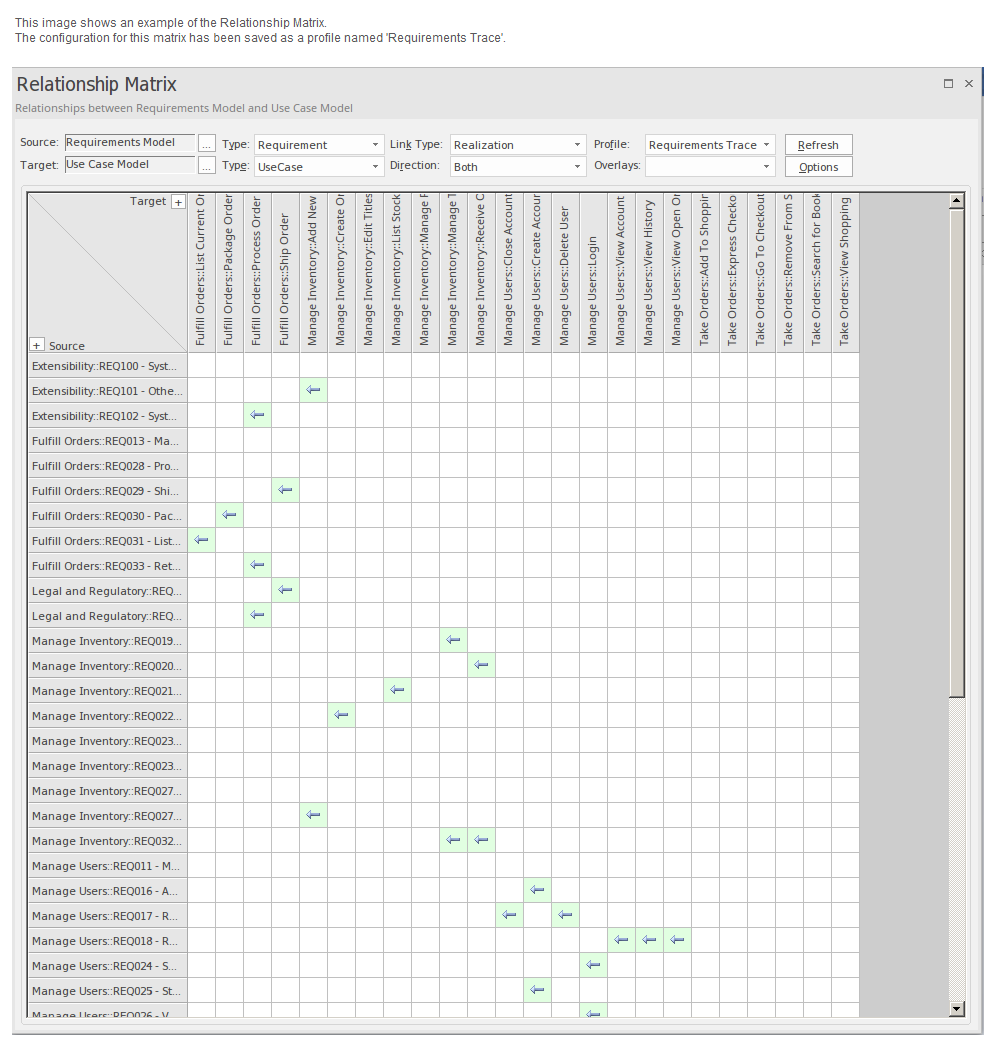 This image shows an example of the Relationship Matrix.
The configuration for this matrix has been saved as a profile named 'Requirements Trace'.
Relationship Matrix
Relationships between Requirements Model and Use Case Model
Source: Requirements Model ... Type: Requirement Link Type: Realization Profile: Requirements Trace Refresh
Target: Use Case Model ... Type: UseCase Direction: Both Overlays: Options
Target +
+ Source
Fulfill Orders::List Current Or
Fulfill Orders::Package Order
Fulfill Orders::Process Order
Fulfill Orders::Ship Order
Manage Inventory::Add New
Manage Inventory::Create Or
Manage Inventory::Edit Titles
Manage Inventory::List Stock
Manage Inventory::Manage
Manage Inventory::Manage T
Manage Inventory::Receive
Manage Users::Close Account
Manage Users::Create Accour
Manage Users::Delete User
Manage Users::Login
Manage Users::View Account
Manage Users::View History
Manage Users::View Open Or
Take Orders::Add To Shoppin
Take Orders::Express Checko
Take Orders::Go To Checkout
Take Orders::Remove From S
Take Orders::Search for Book
Take Orders::View Shopping
Extensibility::REQ100 - Syst...
Extensibility::REQ101 - Othe...
Extensibility::REQ102 - Syst...
Fulfill Orders::REQ013 - Ma...
Fulfill Orders::REQ028 - Pro...
Fulfill Orders::REQ029 - Shi...
Fulfill Orders::REQ030 - Pac...
Fulfill Orders::REQ031 - List...
Fulfill Orders::REQ033 - Ret...
Legal and Regulatory::REQ...
Legal and Regulatory::REQ...
Manage Inventory::REQ019...
Manage Inventory::REQ020...
Manage Inventory::REQ021...
Manage Inventory::REQ022...
Manage Inventory::REQ023...
Manage Inventory::REQ023...
Manage Inventory::REQ027...
Manage Inventory::REQ027...
Manage Inventory::REQ032...
Manage Users::REQ011 - M...
Manage Users::REQ016 - A...
Manage Users::REQ017 - R...
Manage Users::REQ018 - R...
Manage Users::REQ024 - S...
Manage Users::REQ025 - St...
Manage Users::REQ026 - V...